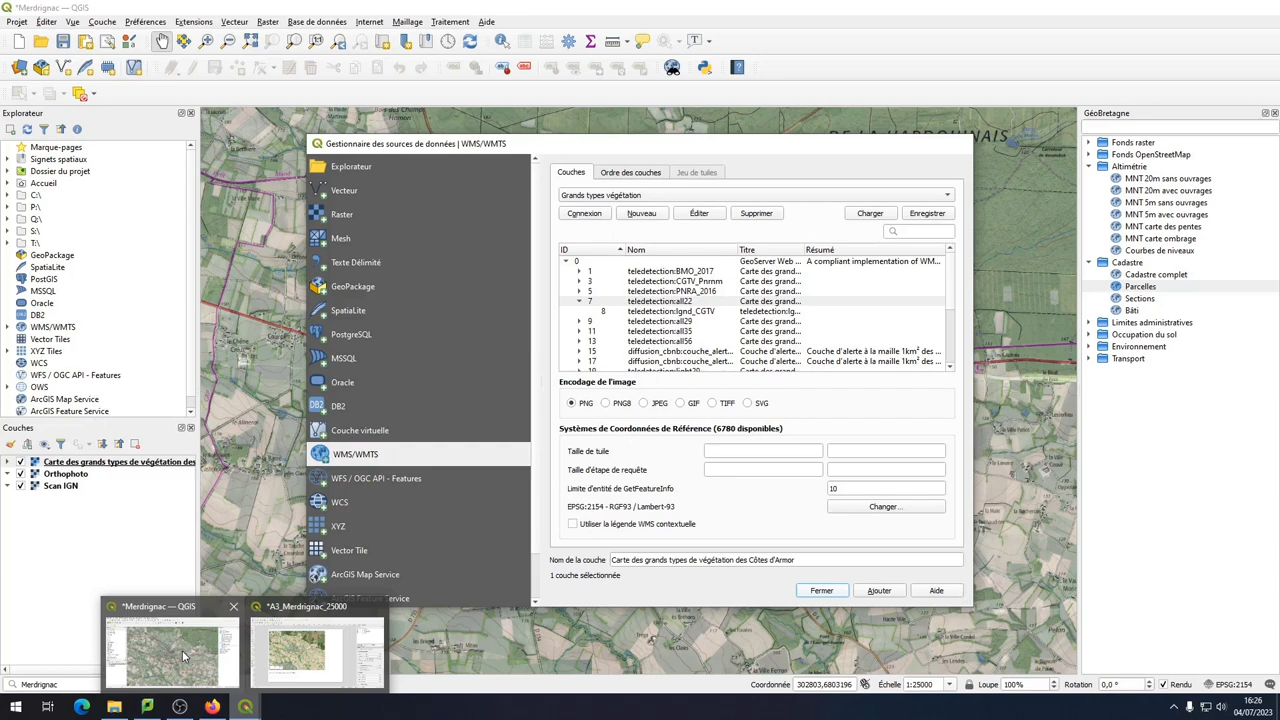 *Merdrignac — QGIS
Projet Éditer Vue Couche Préférences Extensions Vecteur Raster Base de données Internet Maillage Traitement Aide
Explorateur
Marque-pages
Signets spatiaux
Dossier du projet
Accueil
C:\
P:\
Q:\
S:\
T:\
GeoPackage
SpatiaLite
PostGIS
MSSQL
Oracle
DB2
WMS/WMTS
Vector Tiles
XYZ Tiles
WCS
WFS / OGC API - Features
OWS
ArcGIS Map Service
ArcGIS Feature Service
Couches
Carte des grands types de végétation des
Orthophoto
Scan IGN
Gestionnaire des sources de données | WMS/WMTS
Explorateur
Vecteur
Raster
Mesh
Texte Délimité
GeoPackage
SpatiaLite
PostgreSQL
MSSQL
Oracle
DB2
Couche virtuelle
WMS/WMTS
WFS / OGC API - Features
WCS
XYZ
Vector Tile
ArcGIS Map Service
ArcGIS Feature Service
Couches Ordre des couches Jeu de tuiles
Grands types végétation
Connexion Nouveau Éditer Supprimer Charger Enregistrer
ID Nom Titre Résumé
0 GeoServer Web ... A compliant implementation of WM...
1 teledetection:BMO_2017 Carte des grand...
3 teledetection:CGTV_Pnrmm Carte des grand...
5 teledetection:PNRA_2016 Carte des grand...
7 teledetection:all22 Carte des grand...
8 teledetection:lgnd_CGTV teledetection:lg...
9 teledetection:all29 Carte des grand...
11 teledetection:all35 Carte des grand...
13 teledetection:all56 Carte des grand...
15 diffusion_cbnb:couche_alert... Couche d'alerte à la maille 1km² des ...
17 diffusion_cbnb:couche_alert... Couche d'alerte à la maille 1km² des ...
Encodage de l'image
PNG PNG8 JPEG GIF TIFF SVG
Systèmes de Coordonnées de Référence (6780 disponibles)
Taille de tuile
Taille d'étape de requête
Limite d'entité de GetFeatureInfo 10
EPSG:2154 - RGF93 / Lambert-93 Changer...
Utiliser la légende WMS contextuelle
Nom de la couche Carte des grands types de végétation des Côtes d'Armor
1 couche sélectionnée
Fermer Ajouter Aide
GéoBretagne
Fonds raster
Fonds OpenStreetMap
Altimétrie
MNT 20m sans ouvrages
MNT 20m avec ouvrages
MNT 5m sans ouvrages
MNT 5m avec ouvrages
MNT carte des pentes
MNT carte ombrage
Courbes de niveaux
Cadastre
Cadastre complet
Parcelles
Sections
Bâti
Limites administratives
Occupation du sol
Environnement
Transport
*Merdrignac — QGIS
*A3_Merdrignac_25000
Merdrignac
Coordonnée 302803,6803196 Échelle 1:25000 Loupe 100% Rotation 0,0 ° Rendu EPSG:2154
16:26
04/07/2023